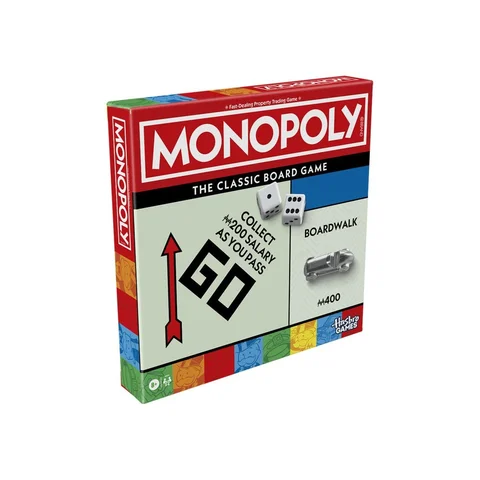 Fast-Dealing Property Trading Game
MONOPOLY
THE CLASSIC BOARD GAME
COLLECT
₩200 SALARY
AS YOU PASS
GO
BOARDWALK
₩400
Hasbro
GAMES
8+
MONOPOLY